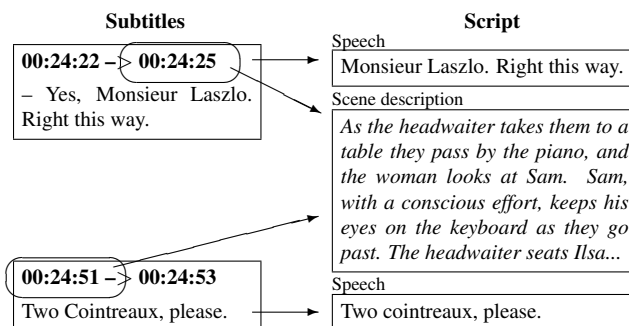 Subtitles
00:24:22 –> 00:24:25
– Yes, Monsieur Laszlo.
Right this way.
00:24:51 –> 00:24:53
Two Cointreaux, please.
Script
Speech
Monsieur Laszlo. Right this way.
Scene description
As the headwaiter takes them to a
table they pass by the piano, and
the woman looks at Sam. Sam,
with a conscious effort, keeps his
eyes on the keyboard as they go
past. The headwaiter seats Ilsa...
Speech
Two cointreaux, please.